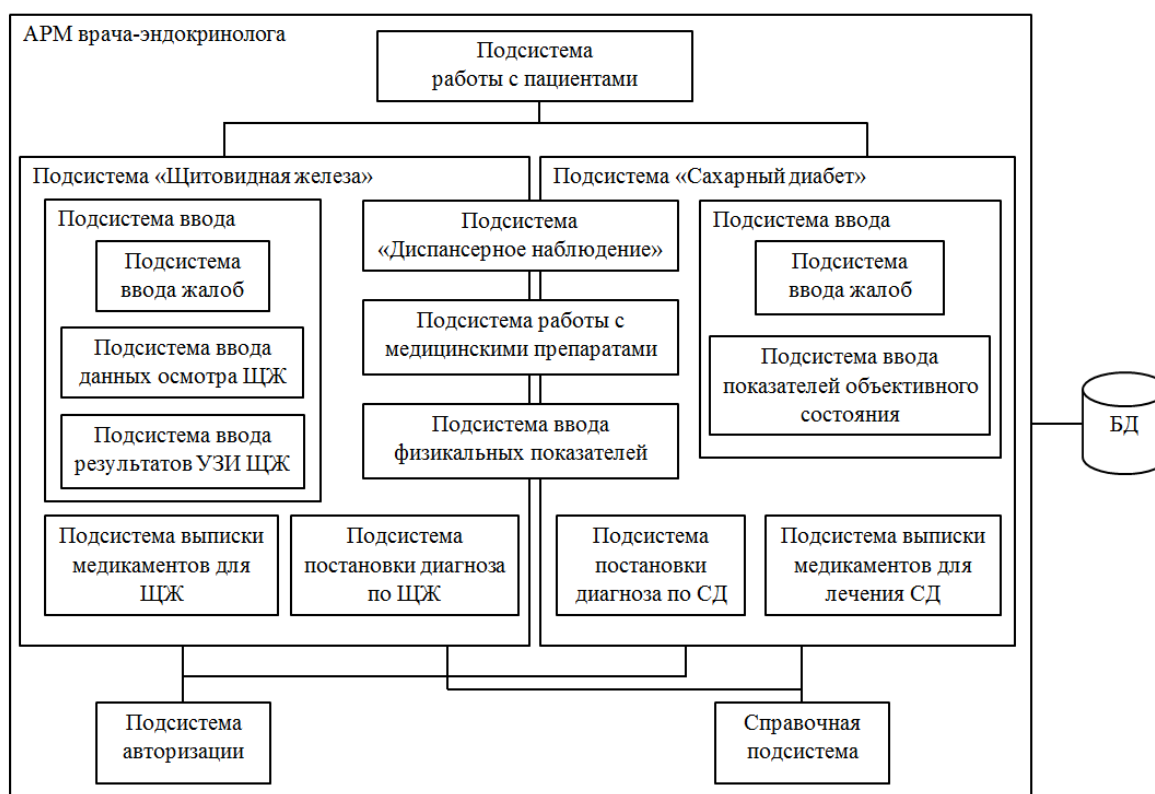 АРМ врача-эндокринолога
Подсистема
работы с пациентами
Подсистема «Щитовидная железа»
Подсистема ввода
Подсистема
ввода жалоб
Подсистема ввода
данных осмотра ЩЖ
Подсистема ввода
результатов УЗИ ЩЖ
Подсистема выписки
медикаментов для
ЩЖ
Подсистема
постановки диагноза
по ЩЖ
Подсистема
«Диспансерное наблюдение»
Подсистема работы с
медицинскими препаратами
Подсистема ввода
физикальных показателей
Подсистема «Сахарный диабет»
Подсистема ввода
Подсистема
ввода жалоб
Подсистема ввода
показателей объективного
состояния
Подсистема
постановки
диагноза по СД
Подсистема выписки
медикаментов для
лечения СД
Подсистема
авторизации
Справочная
подсистема
БД